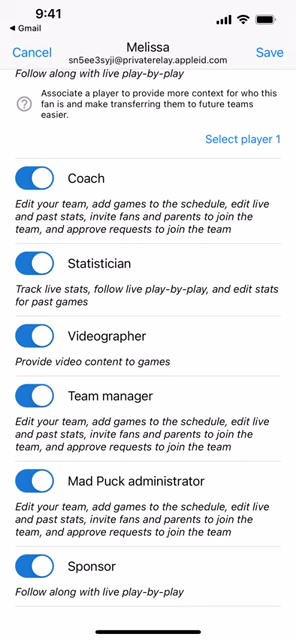 9:41
Gmail
Cancel
Melissa
Save
sn5ee3syji@privaterelay.appleid.com
Follow along with live play-by-play
Associate a player to provide more context for who this
fan is and make transferring them to future teams
easier.
Select player 1
Coach
Edit your team, add games to the schedule, edit live
and past stats, invite fans and parents to join the
team, and approve requests to join the team
Statistician
Track live stats, follow live play-by-play, and edit stats
for past games
Videographer
Provide video content to games
Team manager
Edit your team, add games to the schedule, edit live
and past stats, invite fans and parents to join the
team, and approve requests to join the team
Mad Puck administrator
Edit your team, add games to the schedule, edit live
and past stats, invite fans and parents to join the
team, and approve requests to join the team
Sponsor
Follow along with live play-by-play